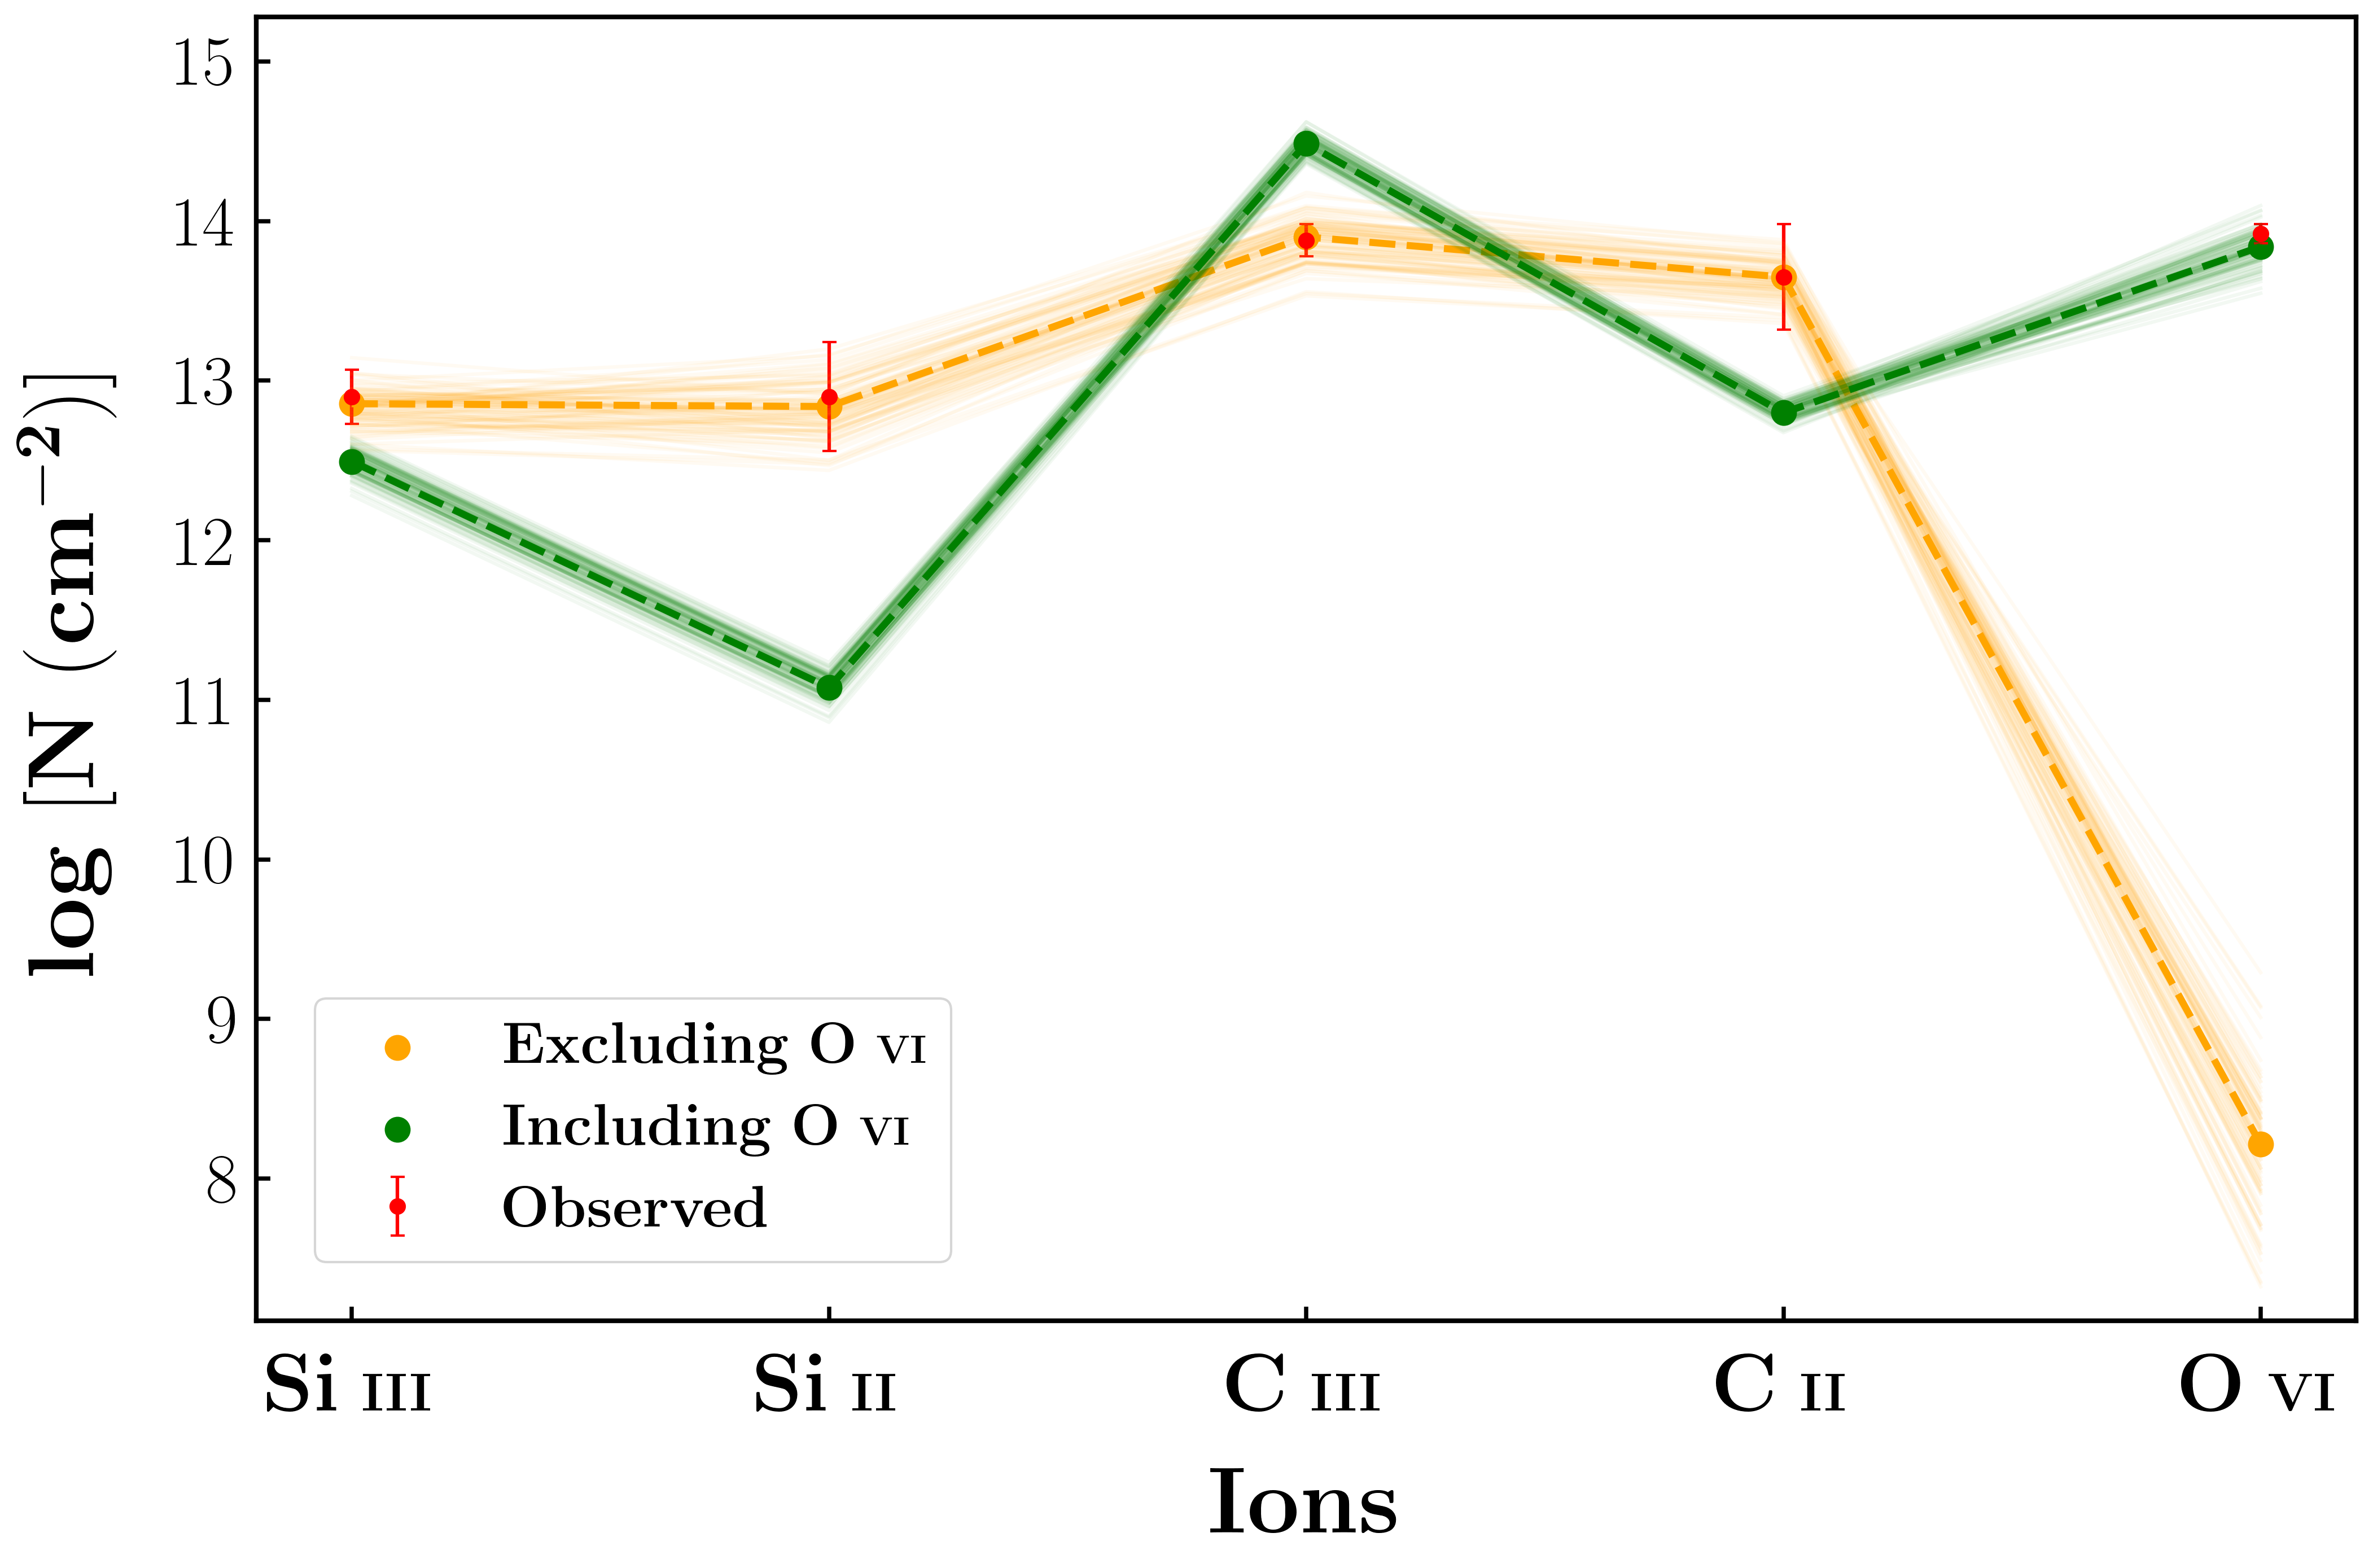 log [N (cm⁻²)]
15
14
13
12
11
10
9
8
Excluding O VI
Including O VI
Observed
Si III Si II C III C II O VI
Ions